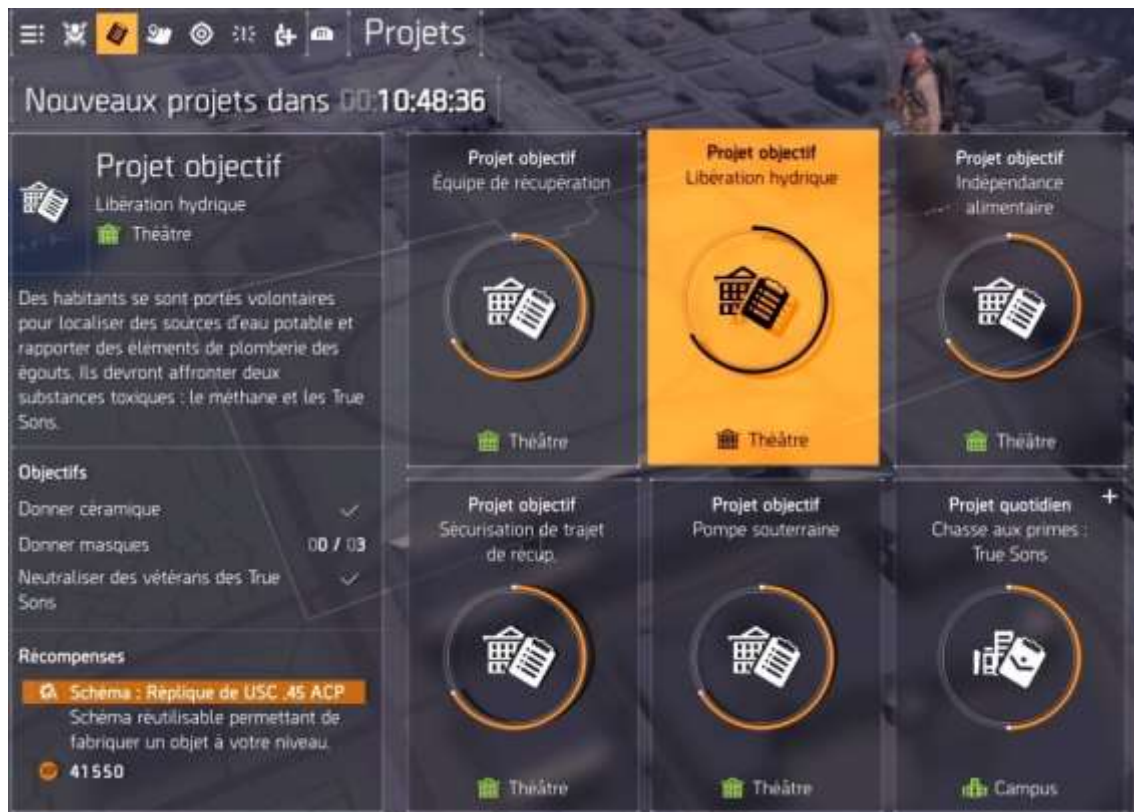 Projets
Nouveaux projets dans 00:10:48:36
Projet objectif
Libération hydrique
Théâtre
Des habitants se sont portés volontaires
pour localiser des sources d'eau potable et
rapporter des éléments de plomberie des
égouts. Ils devront affronter deux
substances toxiques : le méthane et les True
Sons.
Objectifs
Donner céramique
Donner masques 00 / 03
Neutraliser des vétérans des True
Sons
Récompenses
Schéma : Réplique de USC .45 ACP
Schéma réutilisable permettant de
fabriquer un objet à votre niveau.
41550
Projet objectif
Équipe de récupération
Théâtre
Projet objectif
Libération hydrique
Théâtre
Projet objectif
Indépendance
alimentaire
Théâtre
Projet objectif
Sécurisation de trajet
de récup.
Théâtre
Projet objectif
Pompe souterraine
Théâtre
Projet quotidien
Chasse aux primes :
True Sons
Campus